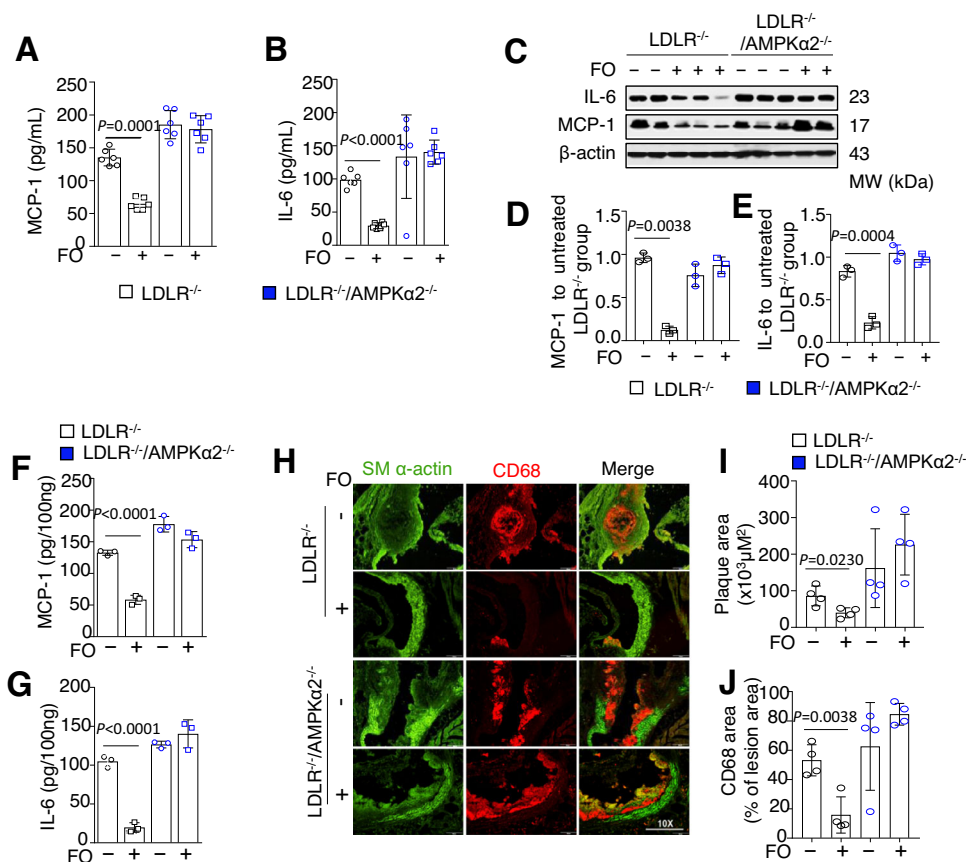 A
MCP-1 (pg/mL)
200
150
100
50
0
P=0.0001
FO − + − +
B
IL-6 (pg/mL)
250
200
150
100
50
0
P<0.0001
FO − + − +
LDLR-/- LDLR-/-/AMPKα2-/-
C
LDLR-/-
LDLR-/-
/AMPKα2-/-
FO − − + + + − − − + +
IL-6 23
MCP-1 17
β-actin 43
MW (kDa)
D
MCP-1 to untreated
LDLR-/- group
1.0
0.5
0.0
P=0.0038
FO − + − +
E
IL-6 to untreated
LDLR-/- group
1.0
0.5
0.0
P=0.0004
FO − + − +
LDLR-/- LDLR-/-/AMPKα2-/-
LDLR-/-
LDLR-/-/AMPKα2-/-
F
MCP-1 (pg/100ng)
200
150
100
50
0
P<0.0001
FO − + − +
G
IL-6 (pg/100ng)
150
100
50
0
P<0.0001
FO − + − +
H
SM α-actin CD68 Merge
FO
LDLR-/-
-
+
LDLR-/-/AMPKα2-/-
-
+
10X
LDLR-/-
LDLR-/-/AMPKα2-/-
I
Plaque area
(x10³μM²)
400
300
200
100
0
P=0.0230
FO − + − +
J
CD68 area
(% of lesion area)
100
80
60
40
20
0
P=0.0038
FO − + − +